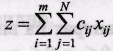 z = \sum_{i=1}^{m} \sum_{j=1}^{N} c_{ij} x_{ij}